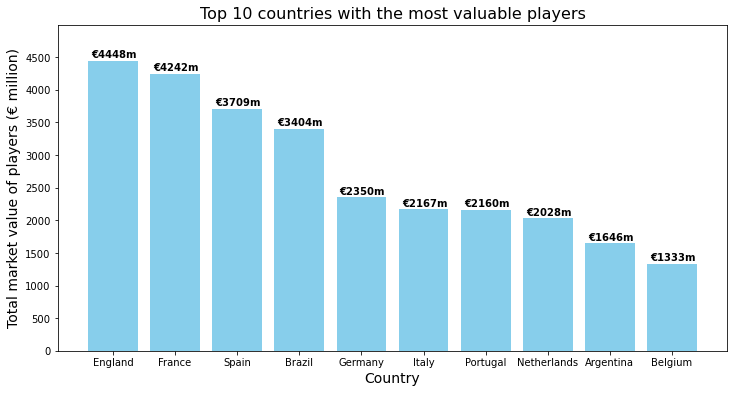 Top 10 countries with the most valuable players
Total market value of players (€ million)
4500
4000
3500
3000
2500
2000
1500
1000
500
0
€4448m
€4242m
€3709m
€3404m
€2350m
€2167m
€2160m
€2028m
€1646m
€1333m
England France Spain Brazil Germany Italy Portugal Netherlands Argentina Belgium
Country